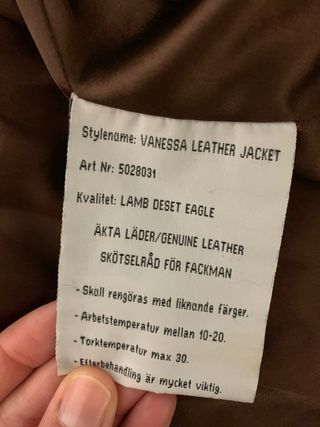 Stylename: VANESSA LEATHER JACKET
Art Nr: 5028031
Kvalitet: LAMB DESET EAGLE
ÄKTA LÄDER/GENUINE LEATHER
SKÖTSELRÅD FÖR FACKMAN
- Skall rengöras med liknande färger.
- Arbetstemperatur mellan 10-20.
- Torktemperatur max 30.
- Efterbehandling är mycket viktig.